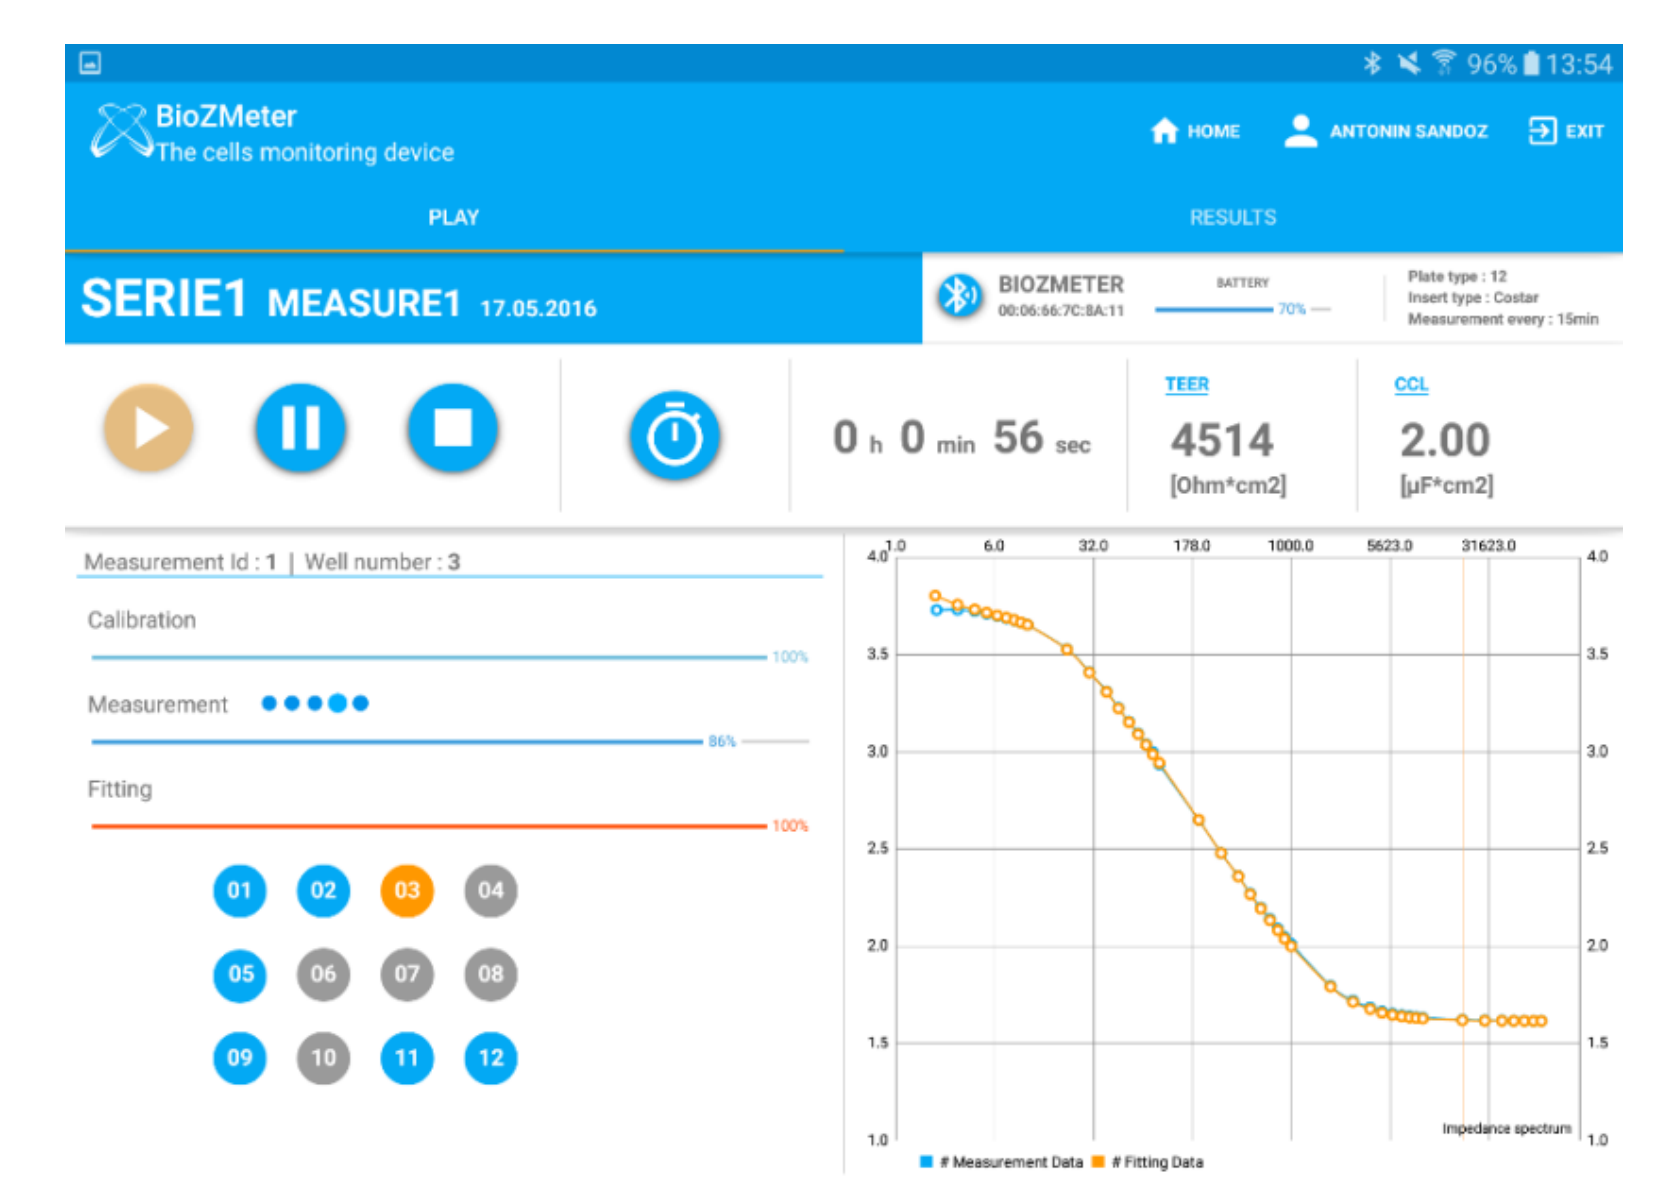 96% 13:54
BioZMeter
The cells monitoring device
HOME ANTONIN SANDOZ EXIT
PLAY RESULTS
SERIE1 MEASURE1 17.05.2016
BIOZMETER
00:06:66:7C:8A:11
BATTERY
70%
Plate type : 12
Insert type : Costar
Measurement every : 15min
0 h 0 min 56 sec
TEER
4514
[Ohm*cm2]
CCL
2.00
[µF*cm2]
Measurement Id : 1 | Well number : 3
Calibration
100%
Measurement
86%
Fitting
100%
01 02 03 04
05 06 07 08
09 10 11 12
1.0 6.0 32.0 178.0 1000.0 5623.0 31623.0
4.0 4.0
3.5 3.5
3.0 3.0
2.5 2.5
2.0 2.0
1.5 1.5
Impedance spectrum
1.0 1.0
# Measurement Data # Fitting Data